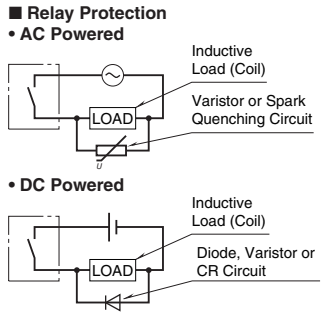 ■ Relay Protection
• AC Powered
Inductive
Load (Coil)
LOAD
Varistor or Spark
Quenching Circuit
U
• DC Powered
Inductive
Load (Coil)
LOAD
Diode, Varistor or
CR Circuit